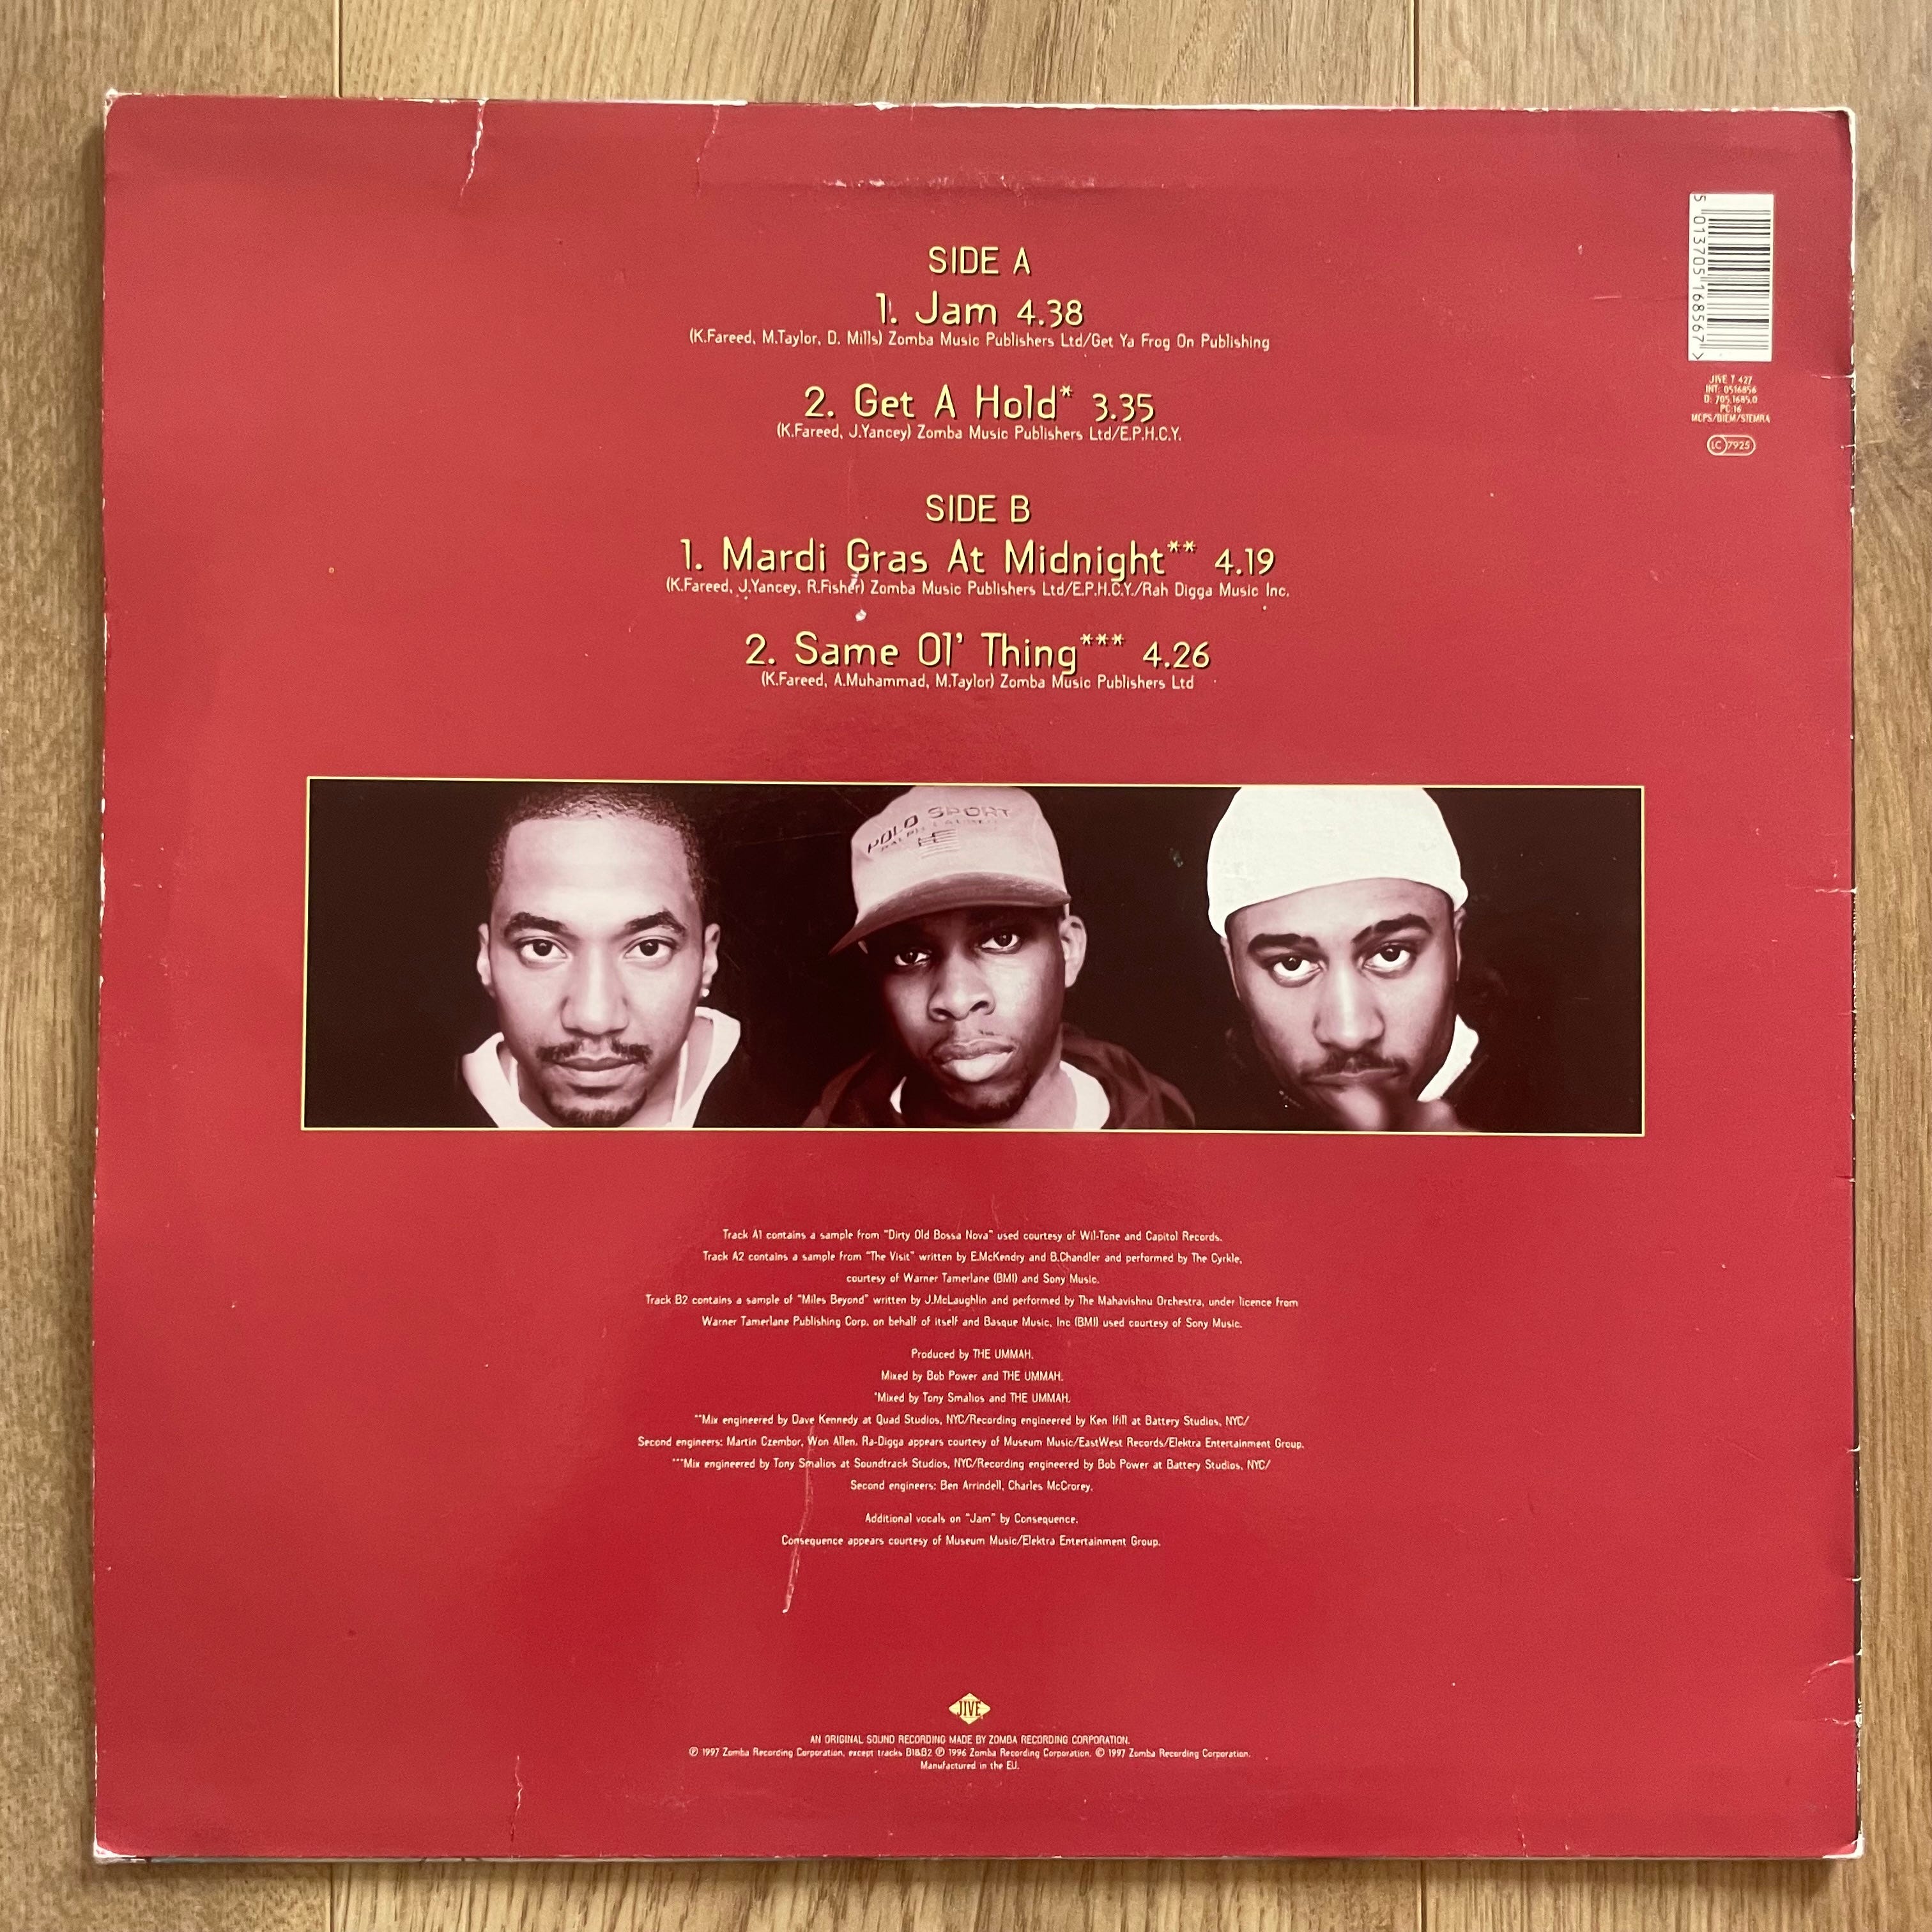 SIDE A
1. Jam 4.38
(K.Fareed, M.Taylor, D. Mills) Zomba Music Publishers Ltd/Get Ya Frog On Publishing
2. Get A Hold* 3.35
(K.Fareed, J.Yancey) Zomba Music Publishers Ltd/E.P.H.C.Y.
SIDE B
1. Mardi Gras At Midnight** 4.19
(K.Fareed, J.Yancey, R.Fisher) Zomba Music Publishers Ltd/E.P.H.C.Y./Rah Digga Music Inc.
2. Same Ol' Thing*** 4.26
(K.Fareed, A.Muhammad, M.Taylor) Zomba Music Publishers Ltd
5 013705 168567 >
JIVE T 427
INT: 0516856
D: 705.1685.0
PC:16
MCPS/BIEM/STEMRA
LC 7925
POLO SPORT
RALPH LAUREN
Track A1 contains a sample from "Dirty Old Bossa Nova" used courtesy of Wil-Tone and Capitol Records.
Track A2 contains a sample from "The Visit" written by E.McKendry and B.Chandler and performed by The Cyrkle,
courtesy of Warner Tamerlane (BMI) and Sony Music.
Track B2 contains a sample of "Miles Beyond" written by J.McLaughlin and performed by The Mahavishnu Orchestra, under licence from
Warner Tamerlane Publishing Corp. on behalf of itself and Basque Music, Inc (BMI) used courtesy of Sony Music.
Produced by THE UMMAH.
Mixed by Bob Power and THE UMMAH.
*Mixed by Tony Smalios and THE UMMAH.
**Mix engineered by Dave Kennedy at Quad Studios, NYC/Recording engineered by Ken Ifill at Battery Studios, NYC/
Second engineers: Martin Czembor, Won Allen. Ra-Digga appears courtesy of Museum Music/EastWest Records/Elektra Entertainment Group.
***Mix engineered by Tony Smalios at Soundtrack Studios, NYC/Recording engineered by Bob Power at Battery Studios, NYC/
Second engineers: Ben Arrindell, Charles McCrorey.
Additional vocals on "Jam" by Consequence.
Consequence appears courtesy of Museum Music/Elektra Entertainment Group.
JIVE
AN ORIGINAL SOUND RECORDING MADE BY ZOMBA RECORDING CORPORATION.
℗ 1997 Zomba Recording Corporation, except tracks B1&B2 ℗ 1996 Zomba Recording Corporation. © 1997 Zomba Recording Corporation.
Manufactured in the EU.